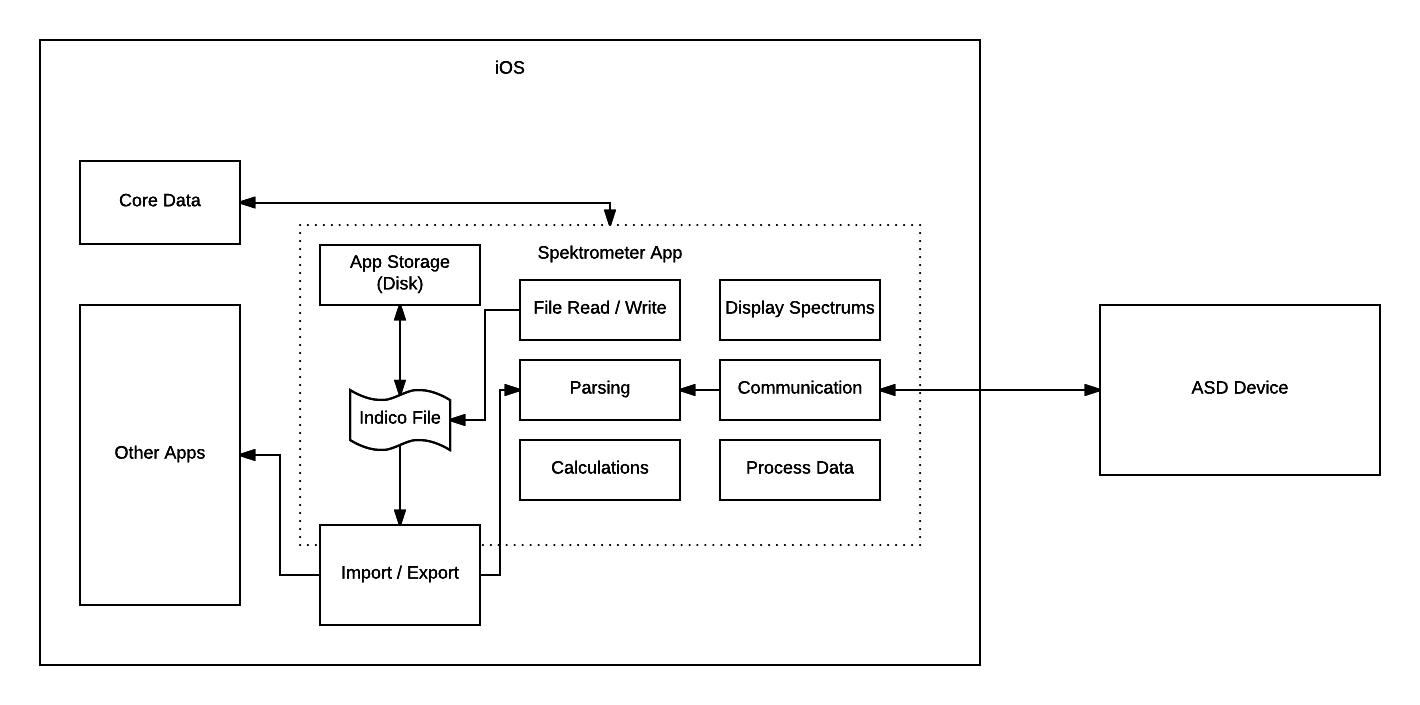 iOS
Core Data
Spektrometer App
App Storage
(Disk)
File Read / Write
Display Spectrums
Parsing
Communication
ASD Device
Indico File
Other Apps
Calculations
Process Data
Import / Export